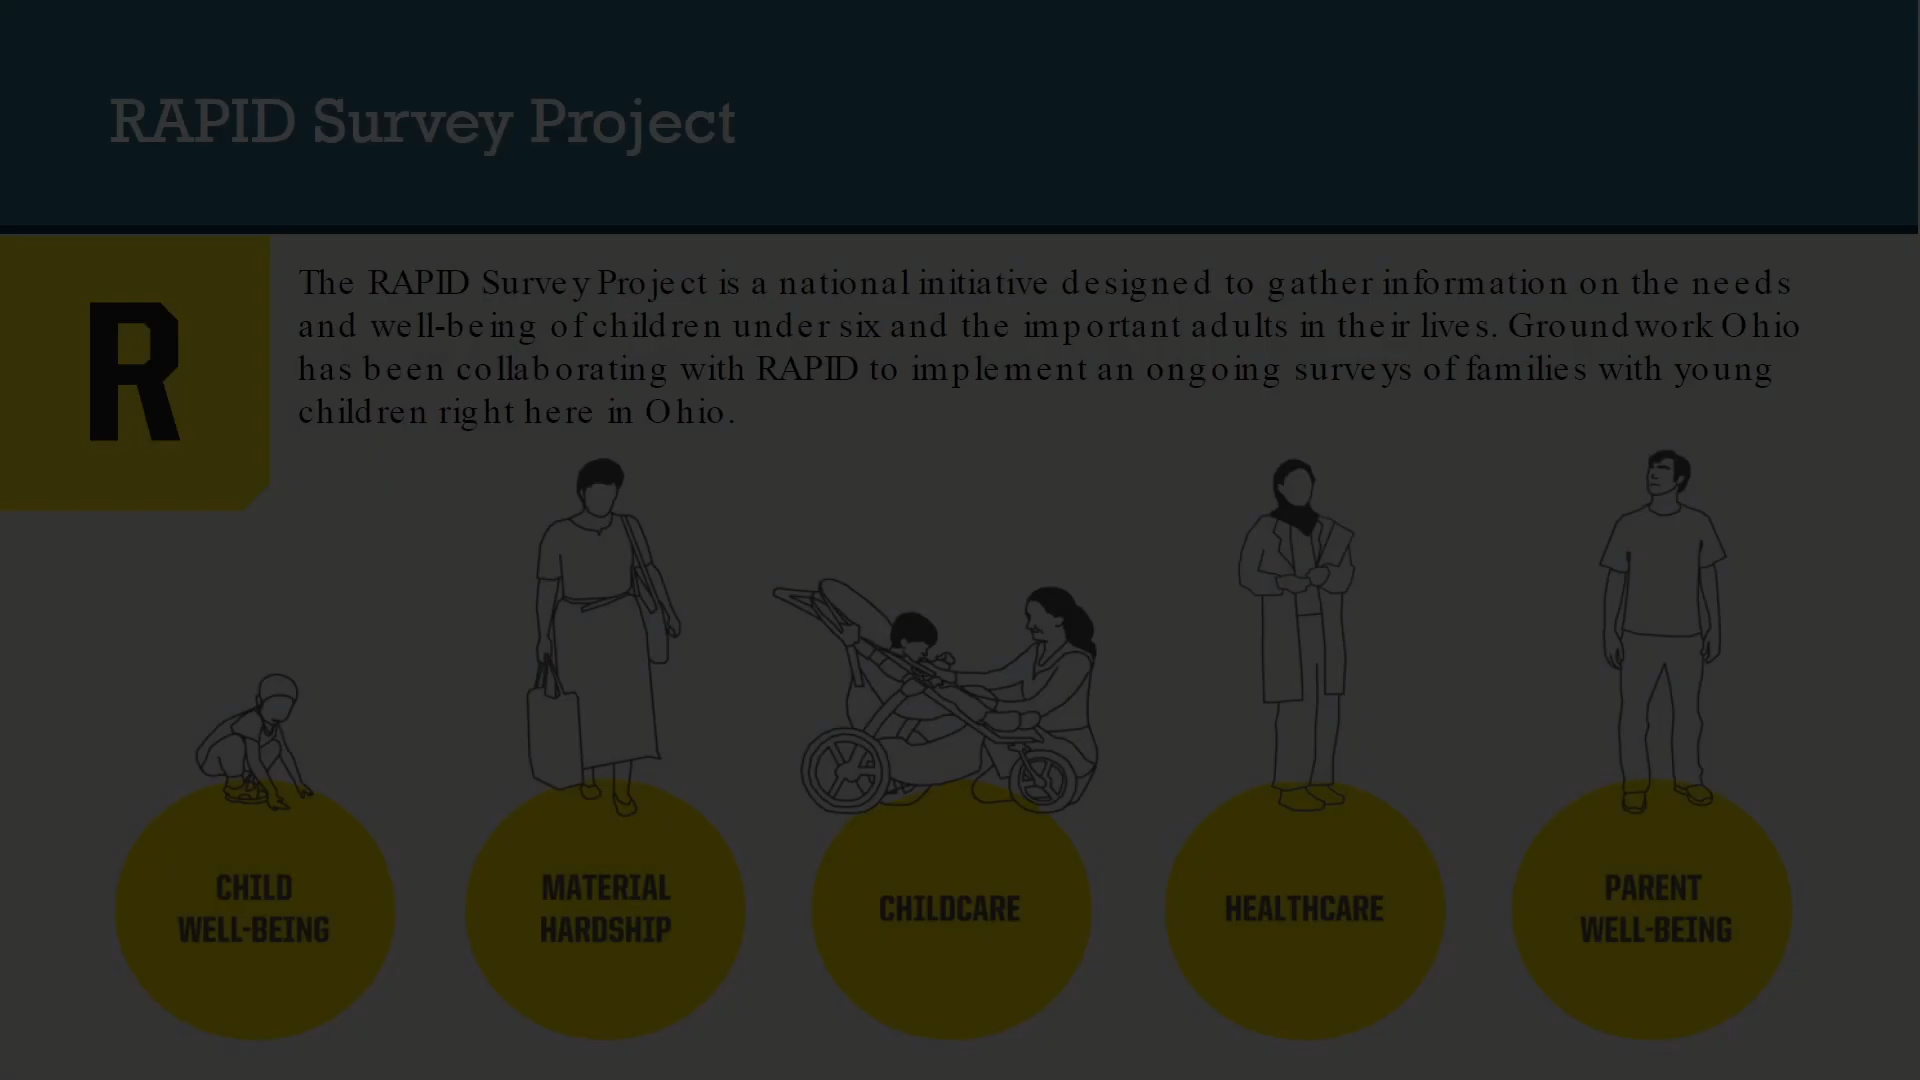 RAPID Survey Project
R
The RAPID Survey Project is a national initiative designed to gather information on the needs
and well-being of children under six and the important adults in their lives. Groundwork Ohio
has been collaborating with RAPID to implement an ongoing surveys of families with young
children right here in Ohio.
CHILD
WELL-BEING
MATERIAL
HARDSHIP
CHILDCARE
HEALTHCARE
PARENT
WELL-BEING